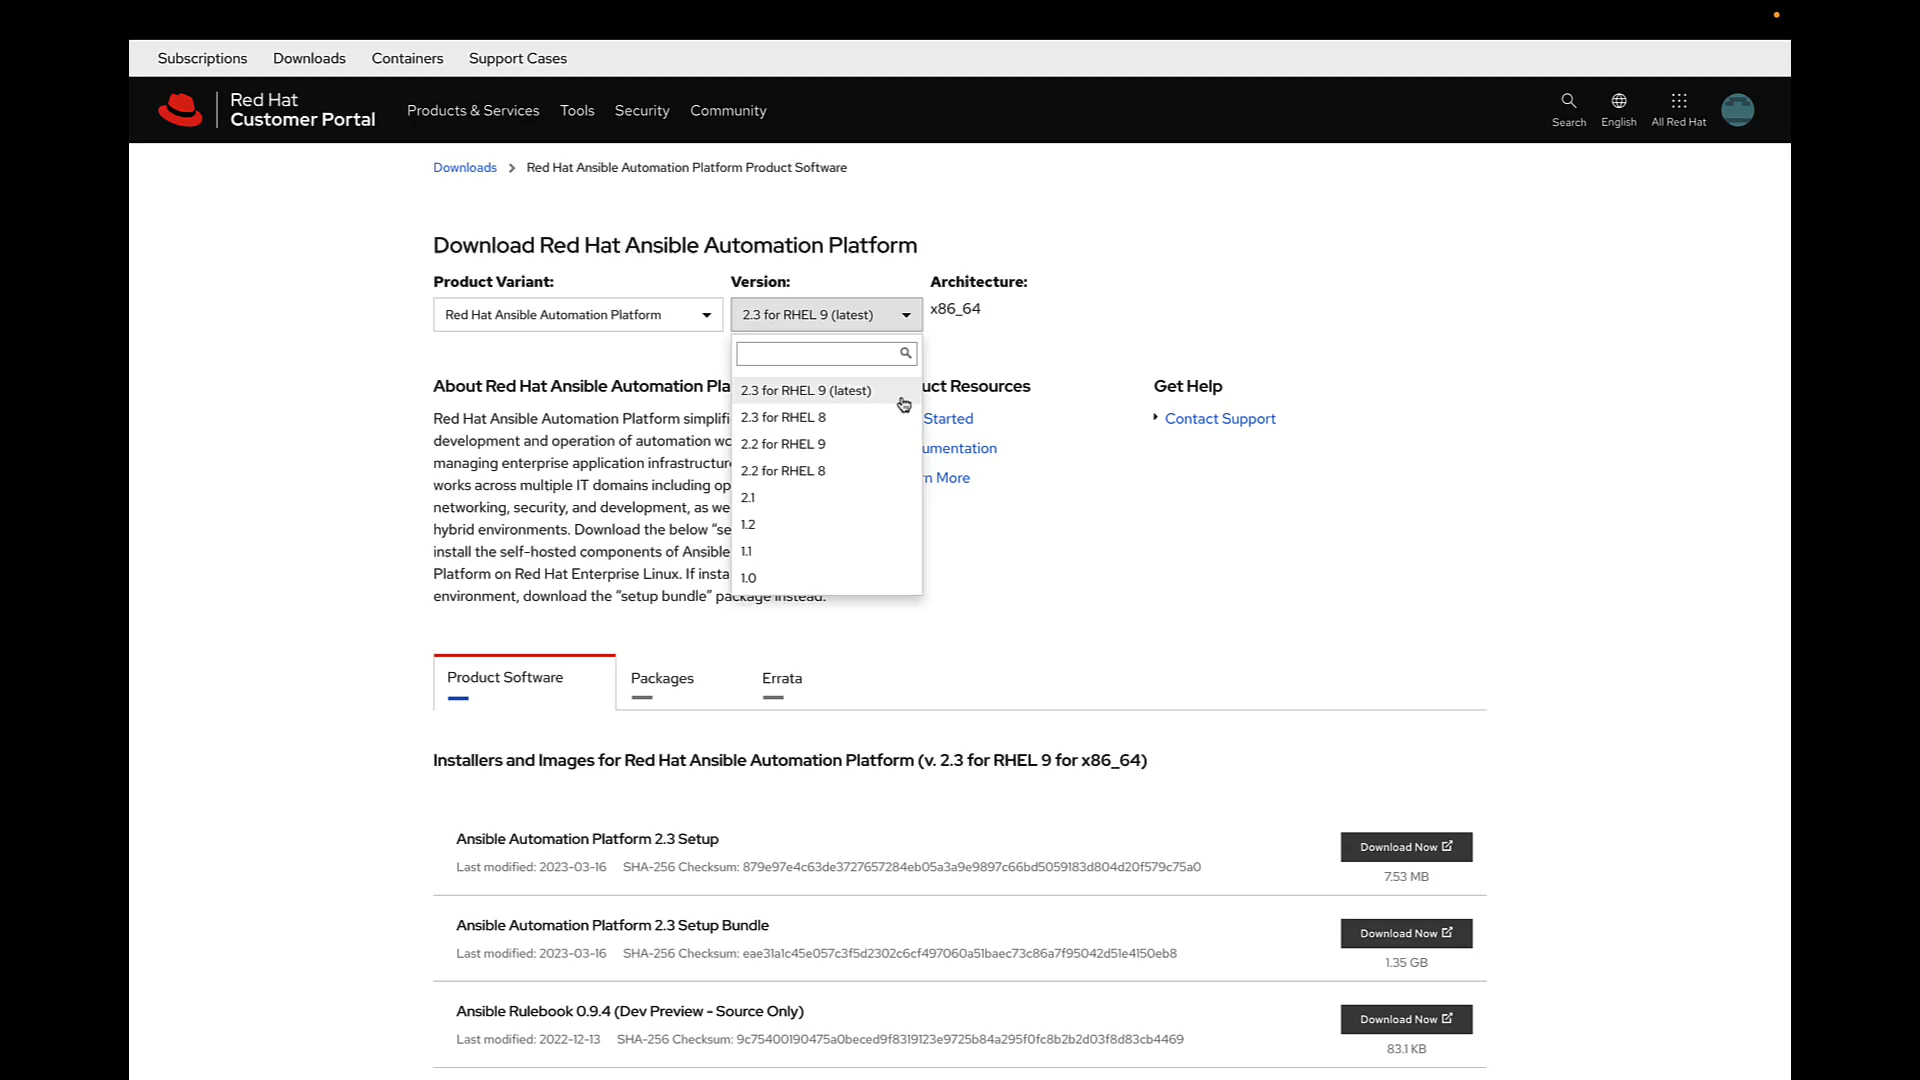 Subscriptions Downloads Containers Support Cases
Red Hat
Customer Portal
Products & Services Tools Security Community
Search English All Red Hat
Downloads Red Hat Ansible Automation Platform Product Software
Download Red Hat Ansible Automation Platform
Product Variant: Version: Architecture:
Red Hat Ansible Automation Platform 2.3 for RHEL 9 (latest) x86_64
2.3 for RHEL 9 (latest)
2.3 for RHEL 8
2.2 for RHEL 9
2.2 for RHEL 8
2.1
1.2
1.1
1.0
About Red Hat Ansible Automation Pla
Red Hat Ansible Automation Platform simplifi
development and operation of automation wo
managing enterprise application infrastructur
works across multiple IT domains including op
networking, security, and development, as we
hybrid environments. Download the below “se
install the self-hosted components of Ansible
Platform on Red Hat Enterprise Linux. If insta
environment, download the “setup bundle” package instead.
uct Resources
Started
umentation
rn More
Get Help
Contact Support
Product Software Packages Errata
Installers and Images for Red Hat Ansible Automation Platform (v. 2.3 for RHEL 9 for x86_64)
Ansible Automation Platform 2.3 Setup
Last modified: 2023-03-16 SHA-256 Checksum: 879e97e4c63de3727657284eb05a3a9e9897c66bd5059183d804d20f579c75a0
Download Now
7.53 MB
Ansible Automation Platform 2.3 Setup Bundle
Last modified: 2023-03-16 SHA-256 Checksum: eae31a1c45e057c3f5d2302c6cf497060a51baec73c86a7f95042d51e4150eb8
Download Now
1.35 GB
Ansible Rulebook 0.9.4 (Dev Preview - Source Only)
Last modified: 2022-12-13 SHA-256 Checksum: 9c75400190475a0beced9f8319123e9725b84a295f0fc8b2b2d03f8d83cb4469
Download Now
83.1 KB